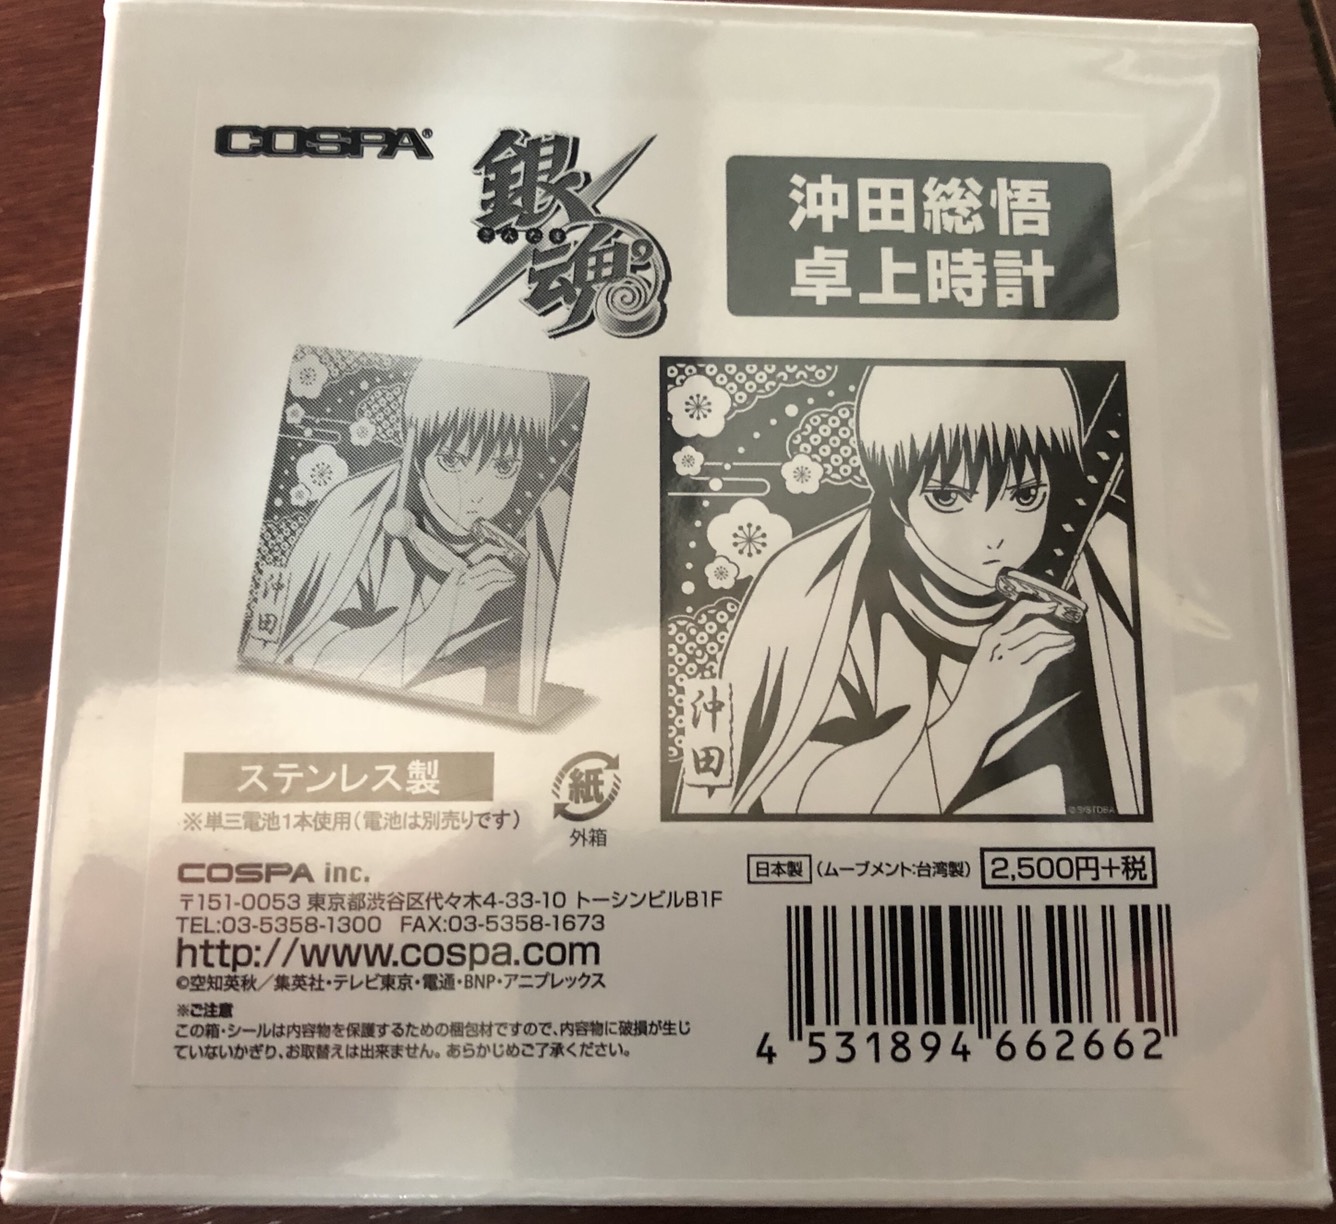 COSPA®
銀魂
ぎんたま
沖田総悟
卓上時計
沖田
沖田
ステンレス製
※単三電池1本使用(電池は別売りです)
紙
外箱
COSPA inc.
〒151-0053 東京都渋谷区代々木4-33-10 トーシンビルB1F
TEL:03-5358-1300 FAX:03-5358-1673
http://www.cospa.com
©空知英秋／集英社・テレビ東京・電通・BNP・アニプレックス
※ご注意
この箱・シールは内容物を保護するための梱包材ですので、内容物に破損が生じ
ていないかぎり、お取替えは出来ません。あらかじめご了承ください。
日本製 (ムーブメント:台湾製) 2,500円+税
4 531894 662662